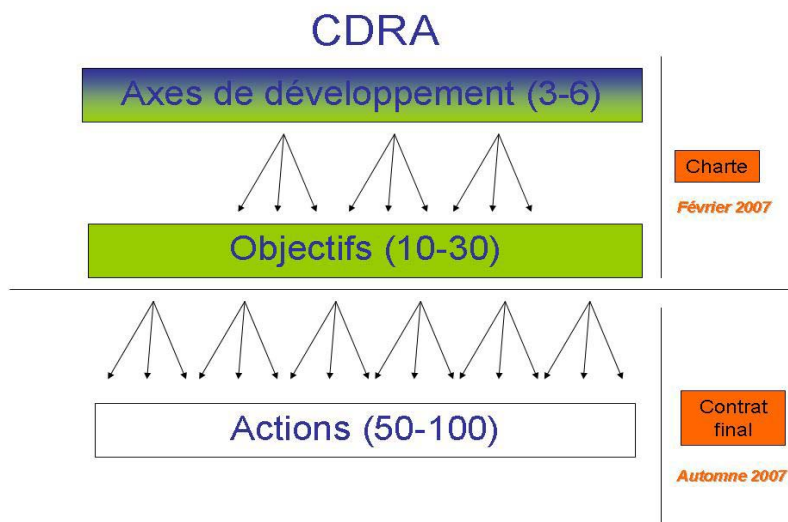 CDRA
Axes de développement (3-6)
Charte
Février 2007
Objectifs (10-30)
Actions (50-100)
Contrat
final
Automne 2007